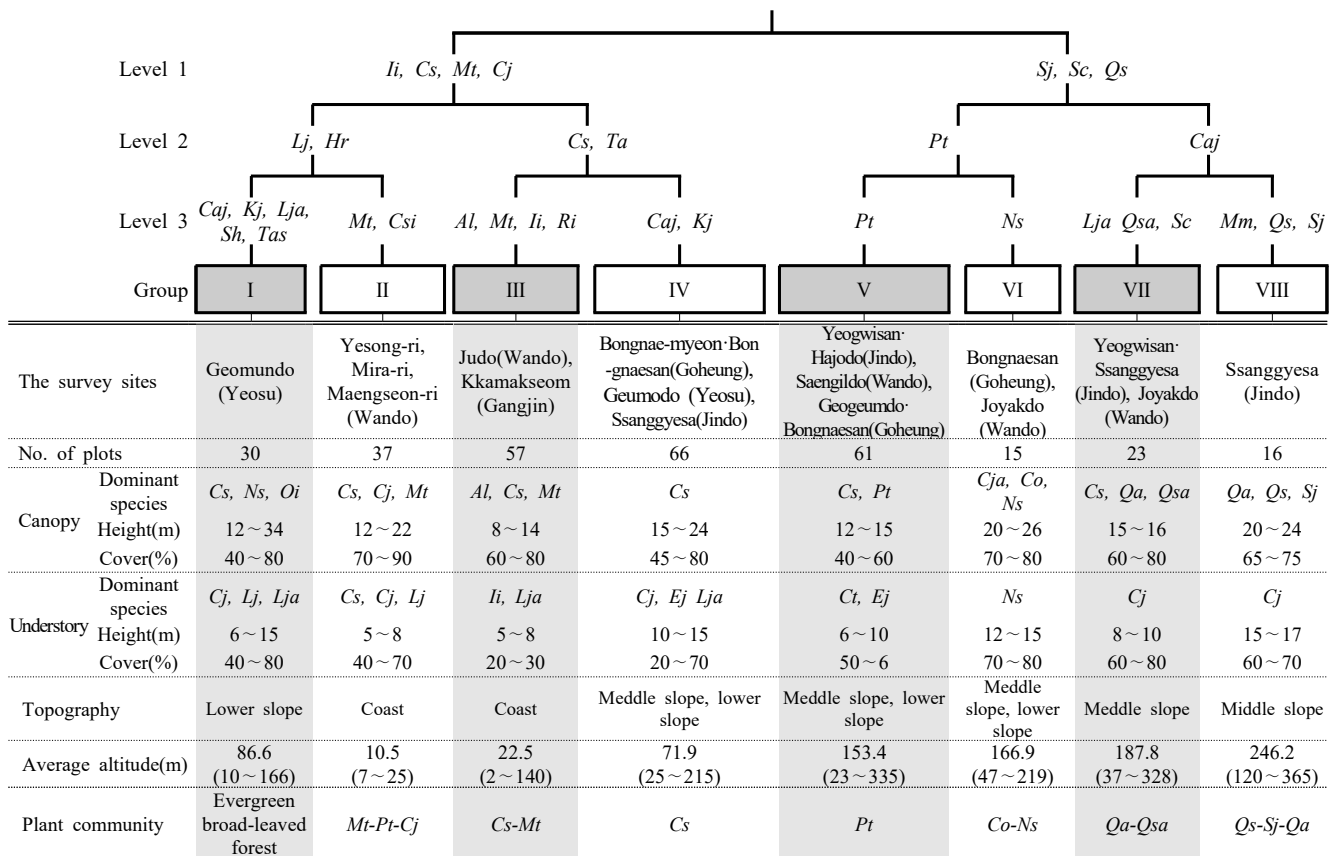 Level 1 Ii, Cs, Mt, Cj Sj, Sc, Qs
Level 2 Lj, Hr Cs, Ta Pt Caj
Level 3 Caj, Kj, Lja, Sh, Tas Mt, Csi Al, Mt, Ii, Ri Caj, Kj Pt Ns Lja Qsa, Sc Mm, Qs, Sj
Group I II III IV V VI VII VIII
The survey sites
Geomundo
(Yeosu)
Yesong-ri,
Mira-ri,
Maengseon-ri
(Wando)
Judo(Wando),
Kkamakseom
(Gangjin)
Bongnae-myeon·Bon
-gnaesan(Goheung),
Geumodo (Yeosu),
Ssanggyesa(Jindo)
Yeogwisan·
Hajodo(Jindo),
Saengildo(Wando),
Geogeumdo·
Bongnaesan(Goheung)
Bongnaesan
(Goheung),
Joyakdo
(Wando)
Yeogwisan·
Ssanggyesa
(Jindo), Joyakdo
(Wando)
Ssanggyesa
(Jindo)
No. of plots 30 37 57 66 61 15 23 16
Canopy
Dominant species Cs, Ns, Oi Cs, Cj, Mt Al, Cs, Mt Cs Cs, Pt Cja, Co, Ns Cs, Qa, Qsa Qa, Qs, Sj
Height(m) 12~34 12~22 8~14 15~24 12~15 20~26 15~16 20~24
Cover(%) 40~80 70~90 60~80 45~80 40~60 70~80 60~80 65~75
Understory
Dominant species Cj, Lj, Lja Cs, Cj, Lj Ii, Lja Cj, Ej Lja Ct, Ej Ns Cj Cj
Height(m) 6~15 5~8 5~8 10~15 6~10 12~15 8~10 15~17
Cover(%) 40~80 40~70 20~30 20~70 50~6 70~80 60~80 60~70
Topography Lower slope Coast Coast Meddle slope, lower slope Meddle slope, lower slope Meddle slope, lower slope Meddle slope Middle slope
Average altitude(m) 86.6 10.5 22.5 71.9 153.4 166.9 187.8 246.2
(10~166) (7~25) (2~140) (25~215) (23~335) (47~219) (37~328) (120~365)
Plant community Evergreen broad-leaved forest Mt-Pt-Cj Cs-Mt Cs Pt Co-Ns Qa-Qsa Qs-Sj-Qa